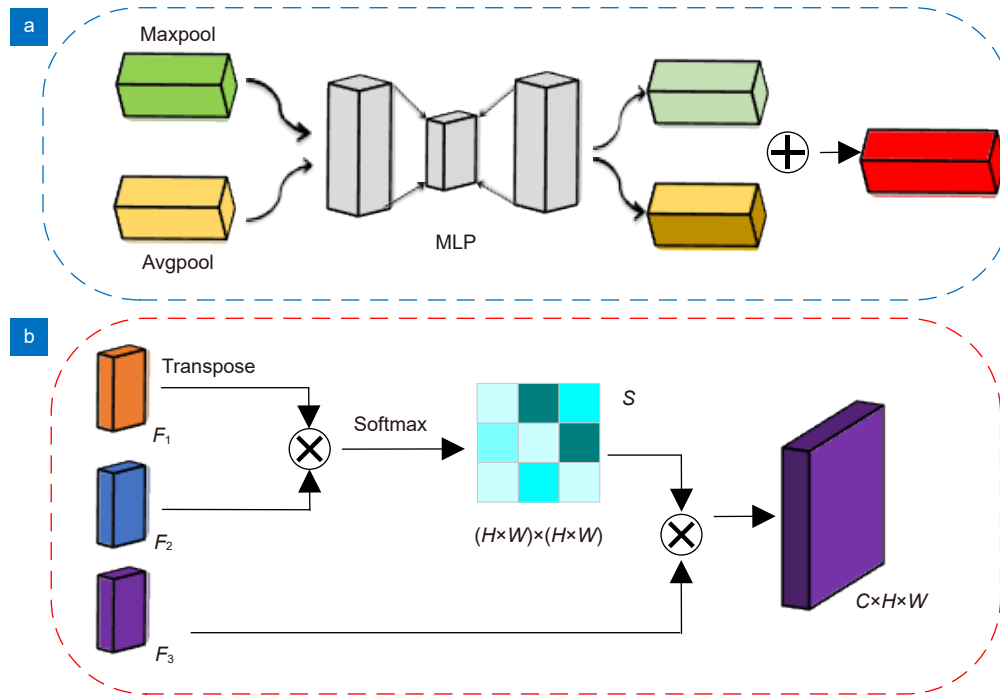 a
Maxpool
Avgpool
MLP
b
Transpose
F₁
Softmax
S
F₂
(H×W)×(H×W)
F₃
C×H×W